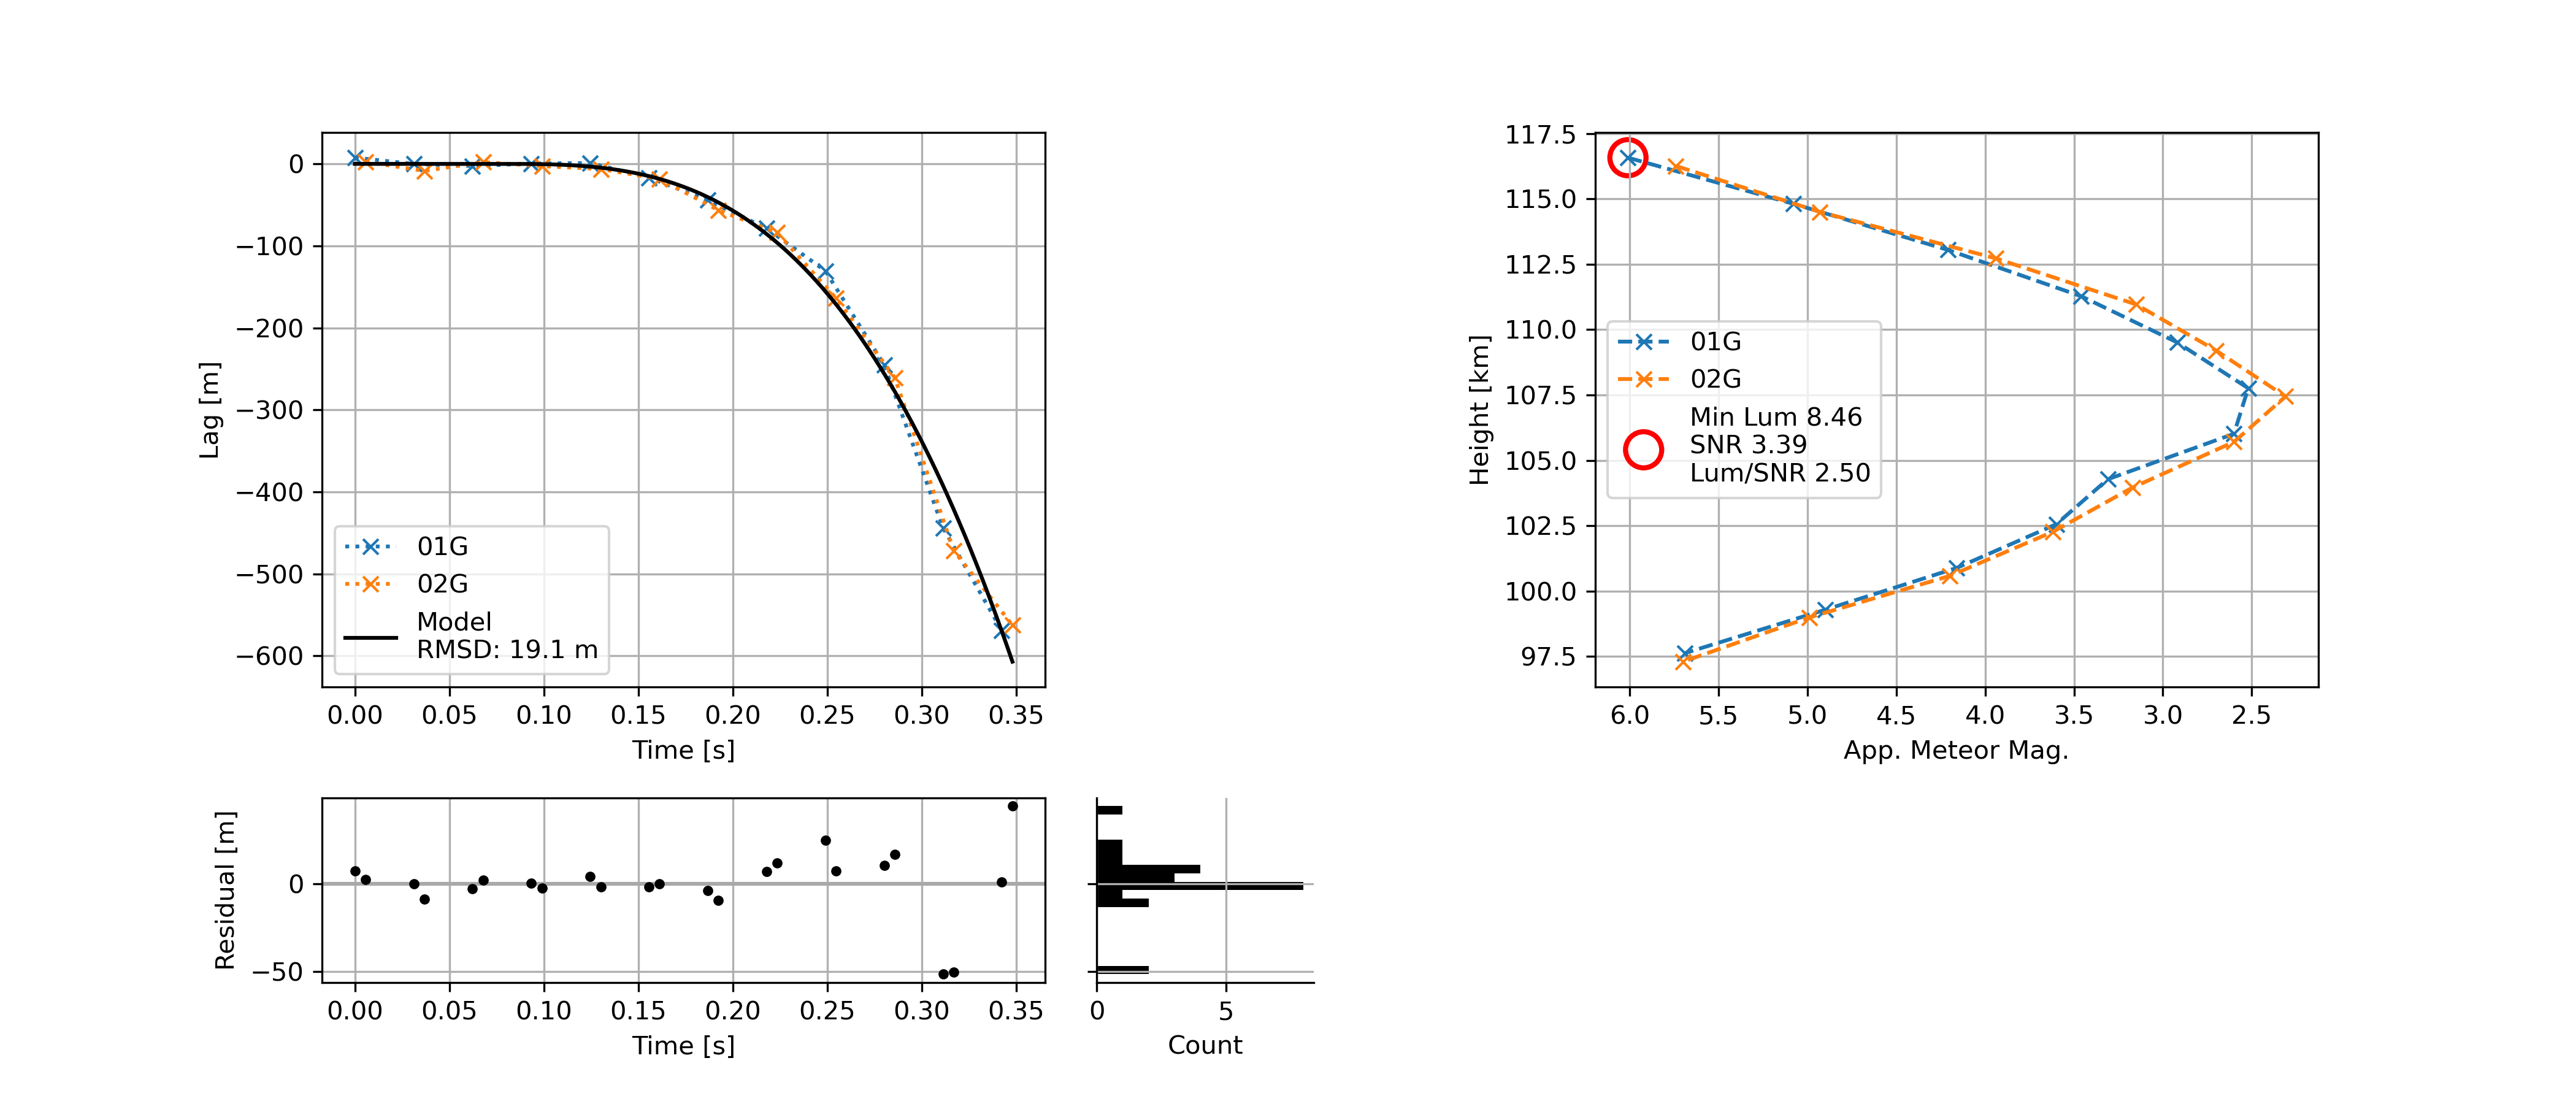 0
−100
−200
−300
−400
−500
−600
Lag [m]
01G
02G
Model
RMSD: 19.1 m
0.00 0.05 0.10 0.15 0.20 0.25 0.30 0.35
Time [s]
117.5
115.0
112.5
110.0
107.5
105.0
102.5
100.0
97.5
Height [km]
01G
02G
Min Lum 8.46
SNR 3.39
Lum/SNR 2.50
6.0 5.5 5.0 4.5 4.0 3.5 3.0 2.5
App. Meteor Mag.
0
−50
Residual [m]
0.00 0.05 0.10 0.15 0.20 0.25 0.30 0.35
Time [s]
0 5
Count